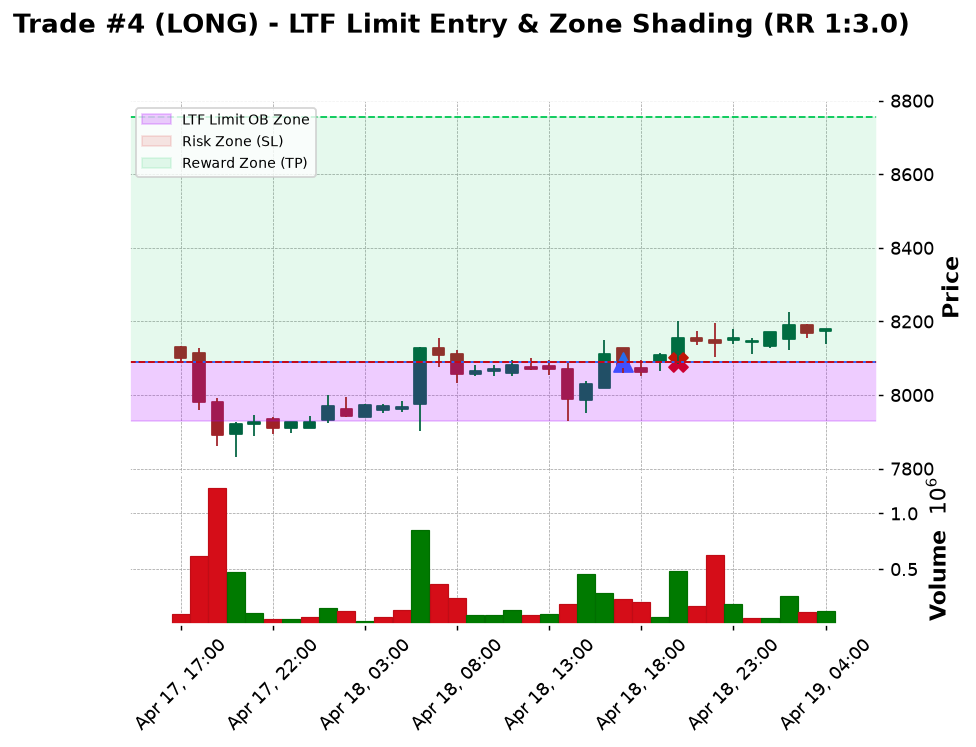 Trade #4 (LONG) - LTF Limit Entry & Zone Shading (RR 1:3.0)
LTF Limit OB Zone
Risk Zone (SL)
Reward Zone (TP)
8800
8600
8400
8200
8000
7800
Price
1.0
0.5
Volume 10^6
Apr 17, 17:00
Apr 17, 22:00
Apr 18, 03:00
Apr 18, 08:00
Apr 18, 13:00
Apr 18, 18:00
Apr 18, 23:00
Apr 19, 04:00